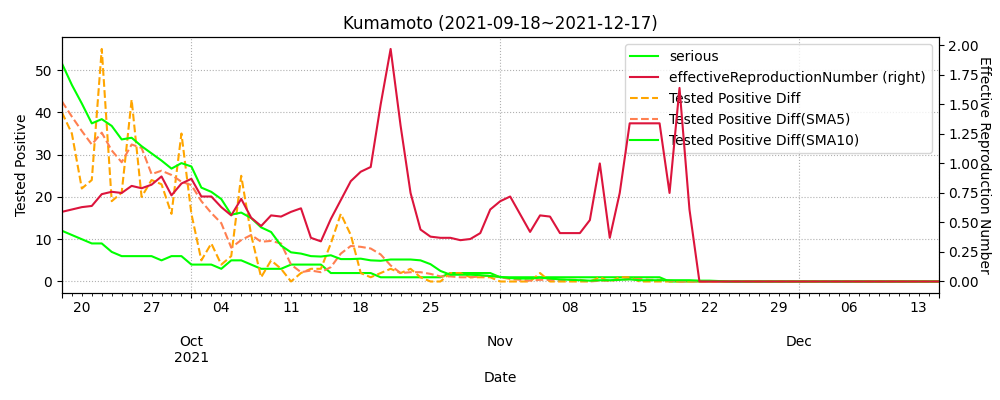 Kumamoto (2021-09-18~2021-12-17)
serious
effectiveReproductionNumber (right)
Tested Positive Diff
Tested Positive Diff(SMA5)
Tested Positive Diff(SMA10)
Tested Positive
50
40
30
20
10
0
Effective Reproduction Number
2.00
1.75
1.50
1.25
1.00
0.75
0.50
0.25
0.00
20 27 04 11 18 25 08 15 22 29 06 13
Oct Nov Dec
2021
Date